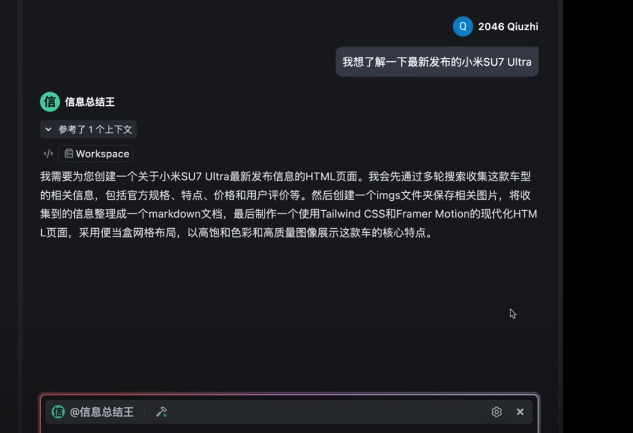 Q 2046 Qiuzhi
我想了解一下最新发布的小米SU7 Ultra
信 信息总结王
参考了 1 个上下文
</> Workspace
我需要为您创建一个关于小米SU7 Ultra最新发布信息的HTML页面。我会先通过多轮搜索收集这款车型
的相关信息，包括官方规格、特点、价格和用户评价等。然后创建一个imgs文件夹保存相关图片，将收
集到的信息整理成一个markdown文档，最后制作一个使用Tailwind CSS和Framer Motion的现代化HTM
L页面，采用便当盒网格布局，以高饱和色彩和高质量图像展示这款车的核心特点。
信 @信息总结王